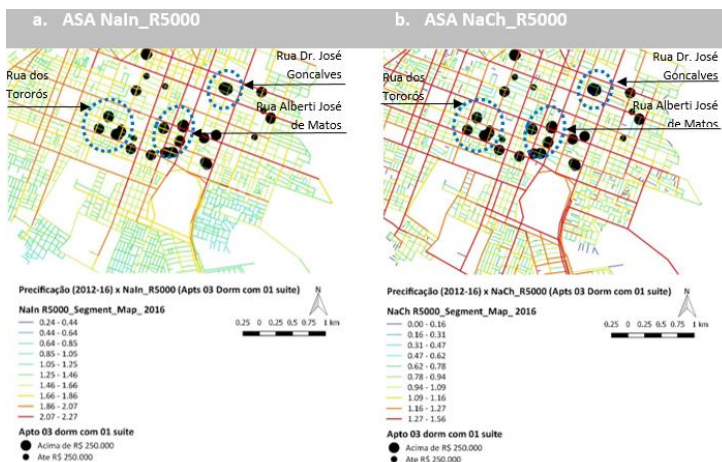 a. ASA NaIn_R5000
Rua dos
Tororós
Rua Dr. José
Goncalves
Rua Alberti José
de Matos
Precificação (2012-16) x NaIn_R5000 (Apts 03 Dorm com 01 suite)
N
NaIn R5000_Segment_Map_ 2016
0.25 0 0.25 0.5 0.75 1 km
0.24 - 0.44
0.44 - 0.64
0.64 - 0.85
0.85 - 1.05
1.05 - 1.25
1.25 - 1.46
1.46 - 1.66
1.66 - 1.86
1.86 - 2.07
2.07 - 2.27
Apto 03 dorm com 01 suite
Acima de R$ 250.000
Ate R$ 250.000
b. ASA NaCh_R5000
Rua dos
Tororós
Rua Dr. José
Goncalves
Rua Alberti José
de Matos
Precificação (2012-16) x NaCh_R5000 (Apts 03 Dorm com 01 suite)
N
NaCh R5000_Segment_Map_ 2016
0.25 0 0.25 0.5 0.75 1 km
0.00 - 0.16
0.16 - 0.31
0.31 - 0.47
0.47 - 0.62
0.62 - 0.78
0.78 - 0.94
0.94 - 1.09
1.09 - 1.16
1.16 - 1.27
1.27 - 1.56
Apto 03 dorm com 01 suite
Acima de R$ 250.000
Ate R$ 250.000